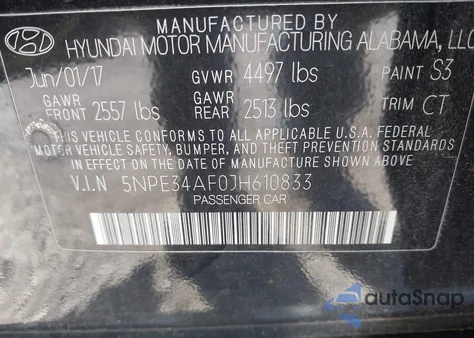 MANUFACTURED BY
HYUNDAI MOTOR MANUFACTURING ALABAMA, LLC
Jun/01/17 GVWR 4497 lbs PAINT S3
GAWR FRONT 2557 lbs GAWR REAR 2513 lbs TRIM CT
THIS VEHICLE CONFORMS TO ALL APPLICABLE U.S.A. FEDERAL
MOTOR VEHICLE SAFETY, BUMPER, AND THEFT PREVENTION STANDARDS
IN EFFECT ON THE DATE OF MANUFACTURE SHOWN ABOVE.
V.I.N 5NPE34AF0JH610833
PASSENGER CAR
autoSnap